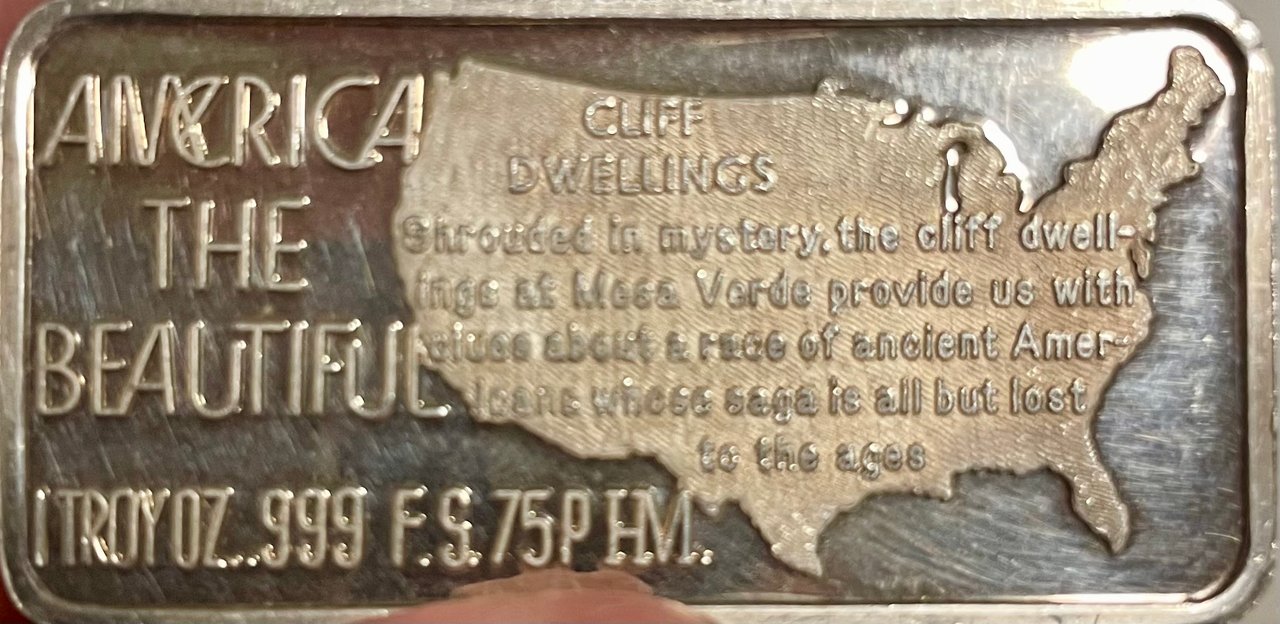 AMERICA
THE
BEAUTIFUL
1 TROY OZ. .999 F.S. 75P HM.
CLIFF
DWELLINGS
Shrouded in mystery, the cliff dwell-
ings at Mesa Verde provide us with
clues about a race of ancient Amer-
icans whose saga is all but lost
to the ages